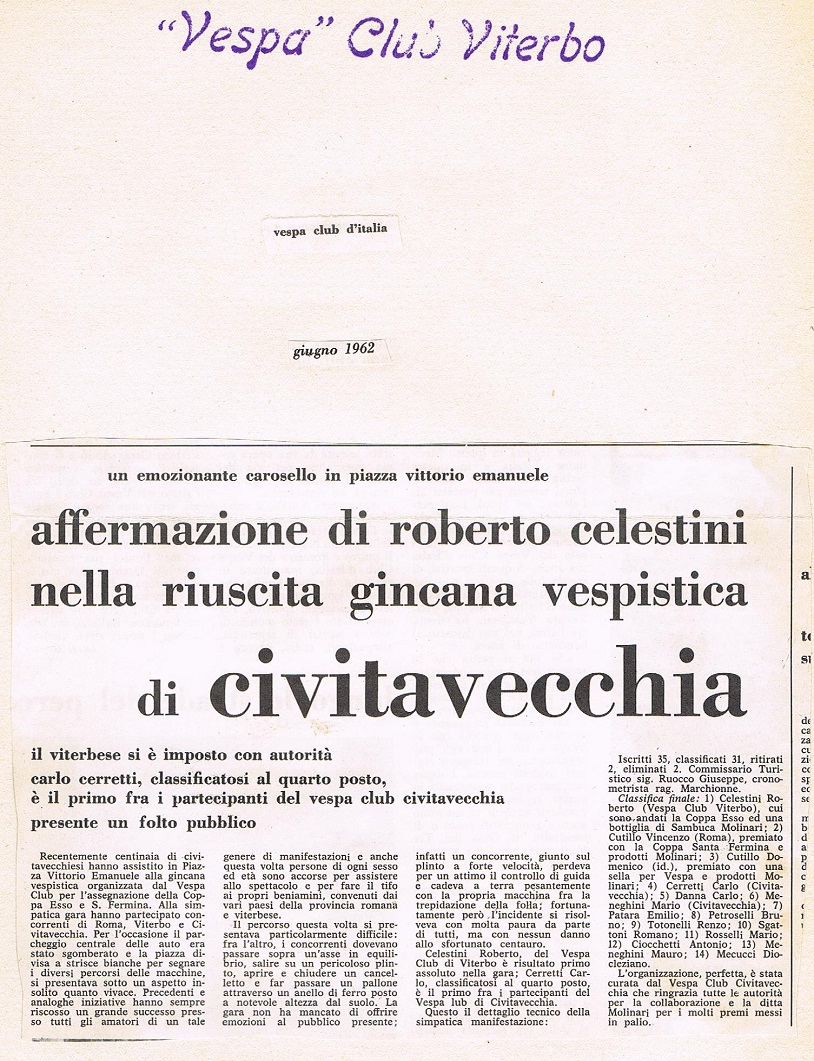 "Vespa" Club Viterbo
vespa club d'italia
giugno 1962
un emozionante carosello in piazza vittorio emanuele
affermazione di roberto celestini
nella riuscita gincana vespistica
di civitavecchia
il viterbese si è imposto con autorità
carlo cerretti, classificatosi al quarto posto,
è il primo fra i partecipanti del vespa club civitavecchia
presente un folto pubblico
Recentemente centinaia di civi-
tavecchiesi hanno assistito in Piaz-
za Vittorio Emanuele alla gincana
vespistica organizzata dal Vespa
Club per l'assegnazione della Cop-
pa Esso e S. Fermina. Alla sim-
patica gara hanno partecipato con-
correnti di Roma, Viterbo e Ci-
vitavecchia. Per l'occasione il par-
cheggio centrale delle auto era
stato sgomberato e la piazza di-
visa a strisce bianche per segnare
i diversi percorsi delle macchine,
si presentava sotto un aspetto in-
solito quanto vivace. Precedenti e
analoghe iniziative hanno sempre
riscosso un grande successo pres-
so tutti gli amatori di un tale
genere di manifestazioni e anche
questa volta persone di ogni sesso
ed età sono accorse per assistere
allo spettacolo e per fare il tifo
ai propri beniamini, convenuti dai
vari paesi della provincia romana
e viterbese.
Il percorso questa volta si pre-
sentava particolarmente difficile:
fra l'altro, i concorrenti dovevano
passare sopra un'asse in equili-
brio, salire su un pericoloso plin-
to, aprire e chiudere un cancel-
letto e far passare un pallone
attraverso un anello di ferro posto
a notevole altezza dal suolo. La
gara non ha mancato di offrire
emozioni al pubblico presente;
infatti un concorrente, giunto sul
plinto a forte velocità, perdeva
per un attimo il controllo di guida
e cadeva a terra pesantemente
con la propria macchina fra la
trepidazione della folla; fortuna-
tamente però l'incidente si risol-
veva con molta paura da parte
di tutti, ma con nessun danno
allo sfortunato centauro.
Celestini Roberto, del Vespa
Club di Viterbo è risultato primo
assoluto nella gara; Cerretti Car-
lo, classificatosi al quarto posto,
è il primo fra i partecipanti del
Vespa lub di Civitavecchia.
Questo il dettaglio tecnico della
simpatica manifestazione:
Iscritti 35, classificati 31, ritirati
2, eliminati 2. Commissario Turi-
stico sig. Ruocco Giuseppe, crono-
metrista rag. Marchionne.
Classifica finale: 1) Celestini Ro-
berto (Vespa Club Viterbo), cui
sono andati la Coppa Esso ed una
bottiglia di Sambuca Molinari; 2)
Cutillo Vincenzo (Roma), premiato
con la Coppa Santa Fermina e
prodotti Molinari; 3) Cutillo Do-
menico (id.), premiato con una
sella per Vespa e prodotti Mo-
linari; 4) Cerretti Carlo (Civita-
vecchia); 5) Danna Carlo; 6) Me-
neghini Mario (Civitavecchia); 7)
Patara Emilio; 8) Petroselli Bru-
no; 9) Totonelli Renzo; 10) Sgat-
toni Romano; 11) Rosselli Mario;
12) Ciocchetti Antonio; 13) Me-
neghini Mauro; 14) Mecucci Dio-
cleziano.
L'organizzazione, perfetta, è stata
curata dal Vespa Club Civitavec-
chia che ringrazia tutte le autorità
per la collaborazione e la ditta
Molinari per i molti premi messi
in palio.